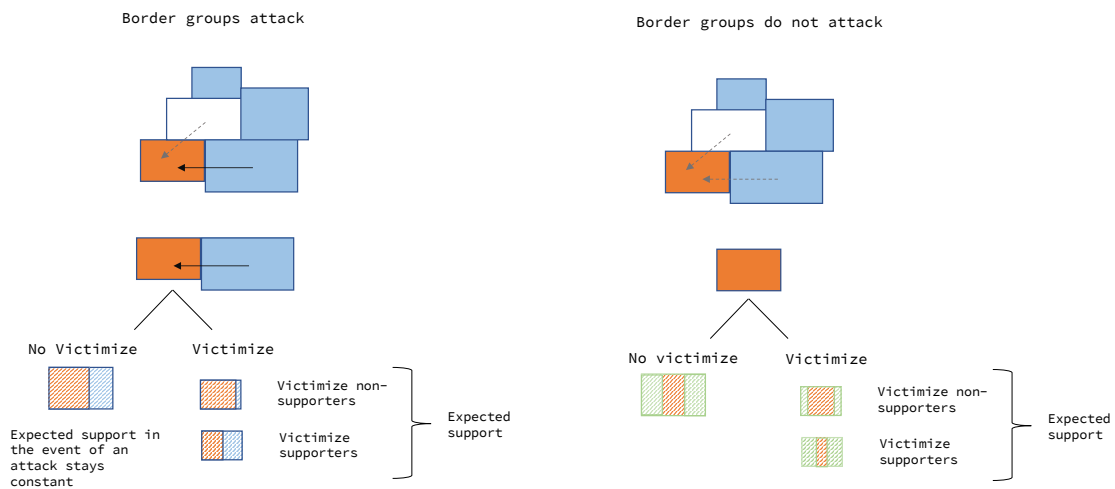 Border groups attack
No Victimize
Victimize
Victimize non-
supporters
Victimize
supporters
Expected
support
Expected support in
the event of an
attack stays
constant
Border groups do not attack
No victimize
Victimize
Victimize non-
supporters
Victimize
supporters
Expected
support